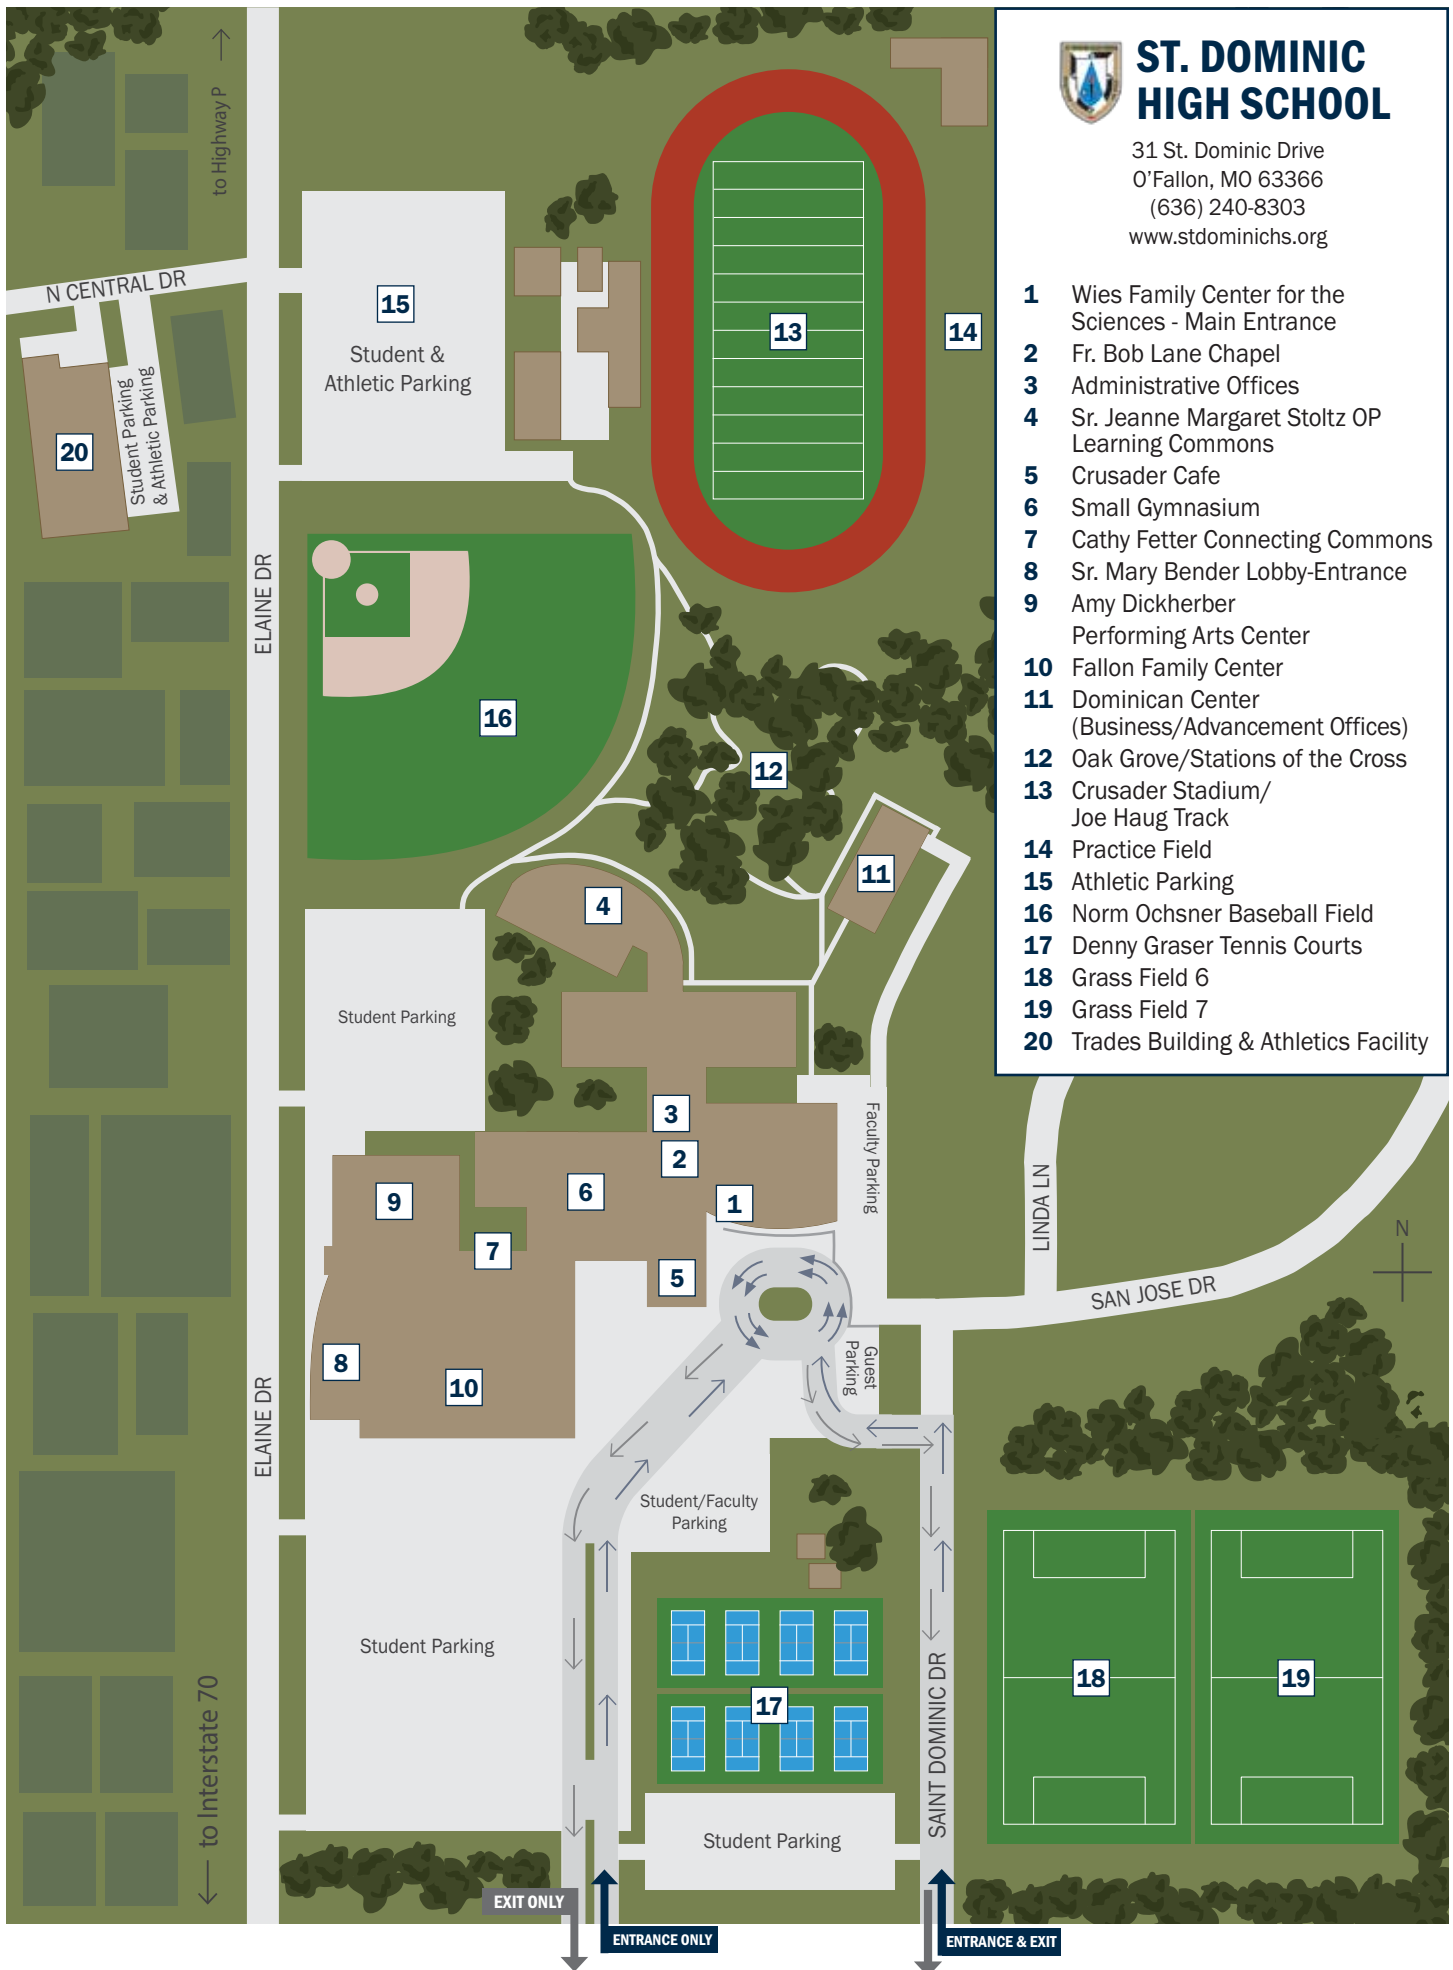 ST. DOMINIC
HIGH SCHOOL
31 St. Dominic Drive
O'Fallon, MO 63366
(636) 240-8303
www.stdominichs.org
1 Wies Family Center for the
Sciences - Main Entrance
2 Fr. Bob Lane Chapel
3 Administrative Offices
4 Sr. Jeanne Margaret Stoltz OP
Learning Commons
5 Crusader Cafe
6 Small Gymnasium
7 Cathy Fetter Connecting Commons
8 Sr. Mary Bender Lobby-Entrance
9 Amy Dickherber
Performing Arts Center
10 Fallon Family Center
11 Dominican Center
(Business/Advancement Offices)
12 Oak Grove/Stations of the Cross
13 Crusader Stadium/
Joe Haug Track
14 Practice Field
15 Athletic Parking
16 Norm Ochsner Baseball Field
17 Denny Graser Tennis Courts
18 Grass Field 6
19 Grass Field 7
20 Trades Building & Athletics Facility
to Highway P
N CENTRAL DR
15
Student &
Athletic Parking
13
14
20
Student Parking
& Athletic Parking
ELAINE DR
16
12
11
4
Student Parking
3
2
1
Faculty Parking
9
6
7
5
LINDA LN
N
SAN JOSE DR
8
10
Guest
Parking
ELAINE DR
Student/Faculty
Parking
Student Parking
17
18
19
to Interstate 70
SAINT DOMINIC DR
Student Parking
EXIT ONLY
ENTRANCE ONLY
ENTRANCE & EXIT